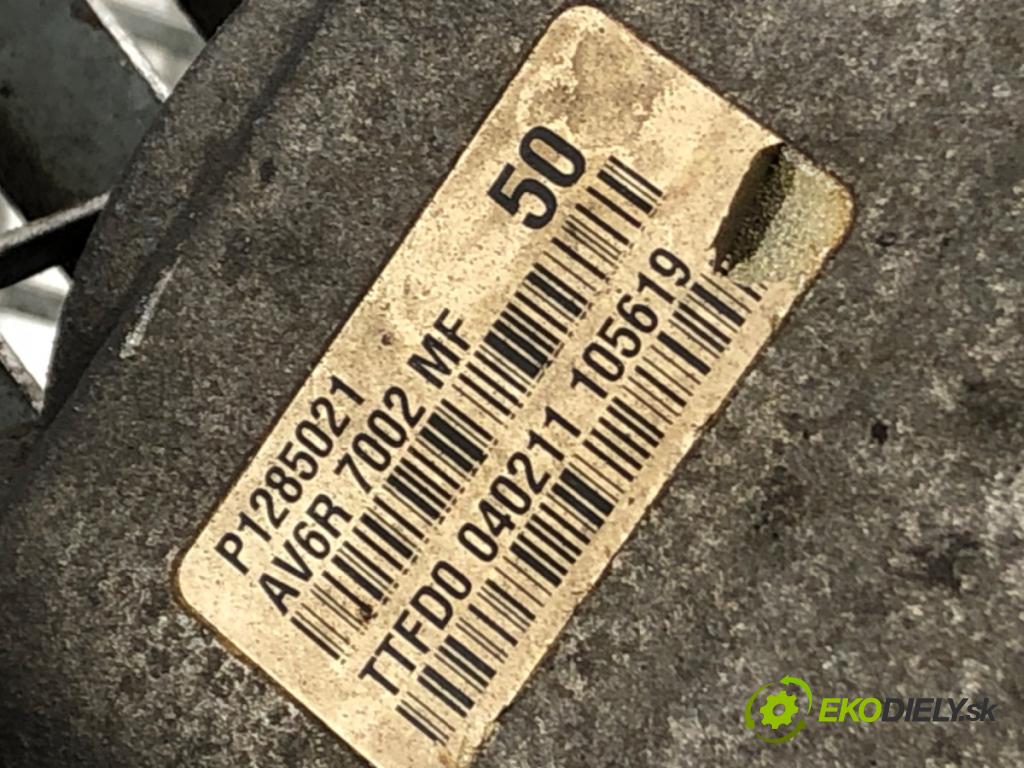 50
P1285021
AV6R 7002 MF
TTFD0 040211 105619
EKODIELY.sk